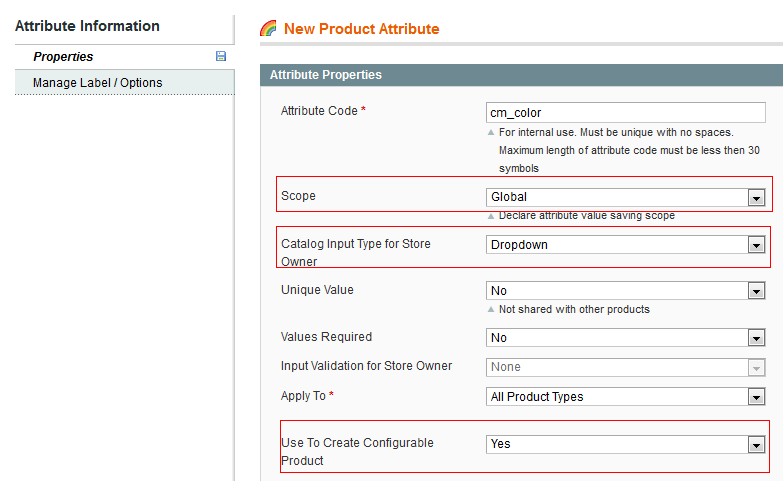 Attribute Information
Properties
Manage Label / Options
New Product Attribute
Attribute Properties
Attribute Code *
cm_color
For internal use. Must be unique with no spaces.
Maximum length of attribute code must be less then 30
symbols
Scope
Global
Declare attribute value saving scope
Catalog Input Type for Store
Owner
Dropdown
Unique Value
No
Not shared with other products
Values Required
No
Input Validation for Store Owner
None
Apply To *
All Product Types
Use To Create Configurable
Product
Yes